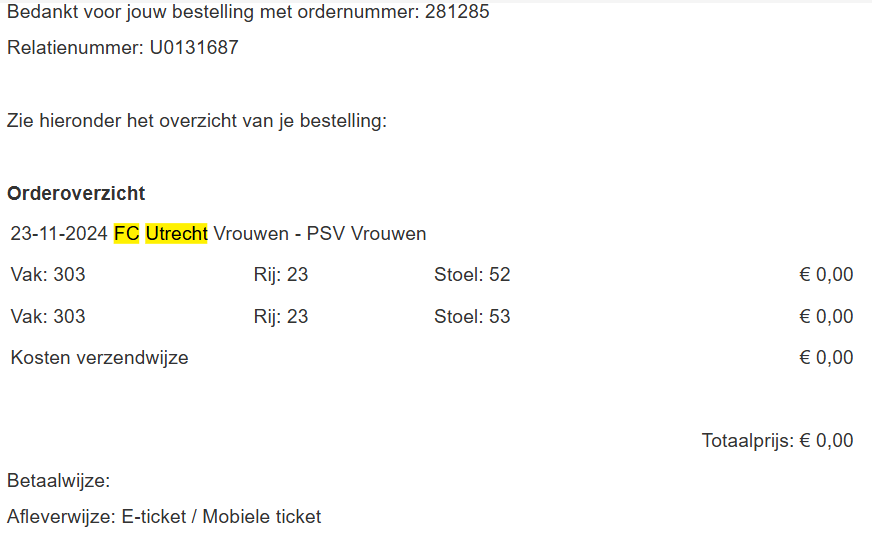 Bedankt voor jouw bestelling met ordernummer: 281285
Relatienummer: U0131687
Zie hieronder het overzicht van je bestelling:
Orderoverzicht
23-11-2024 FC Utrecht Vrouwen - PSV Vrouwen
Vak: 303 Rij: 23 Stoel: 52 € 0,00
Vak: 303 Rij: 23 Stoel: 53 € 0,00
Kosten verzendwijze € 0,00
Totaalprijs: € 0,00
Betaalwijze:
Afleverwijze: E-ticket / Mobiele ticket